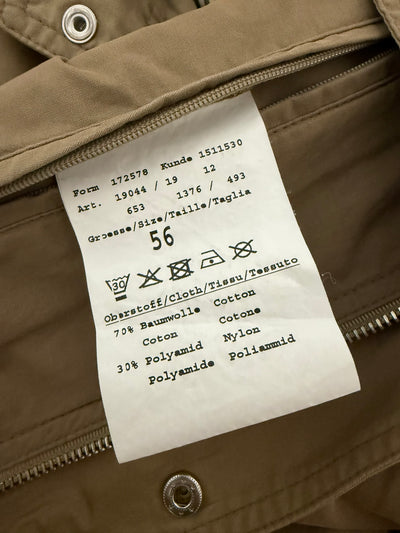 Form 172578 Kunde 1511530
Art. 19044 / 19 12
653 1376 / 493
Groesse/Size/Taille/Taglia
56
30
Oberstoff/Cloth/Tissu/Tessuto
70% Baumwolle Cotton
Coton Cotone
30% Polyamid Nylon
Polyamide Poliammid